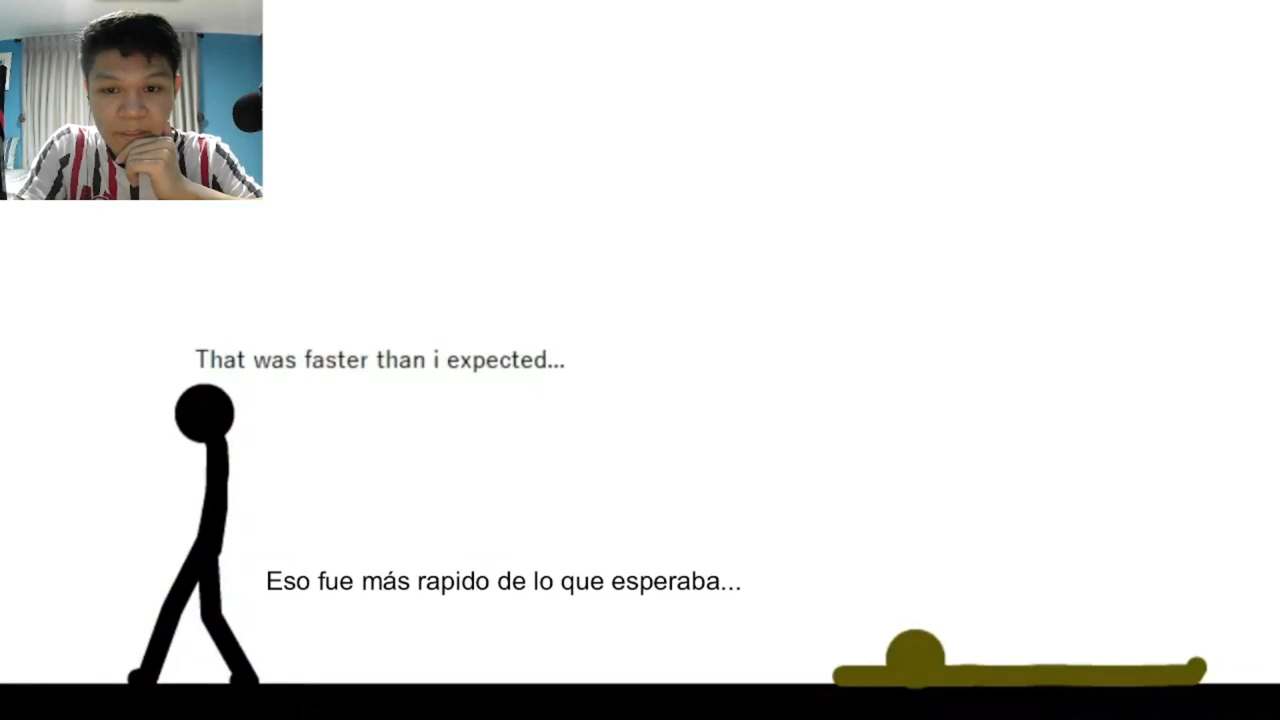 That was faster than i expected...
Eso fue más rapido de lo que esperaba...